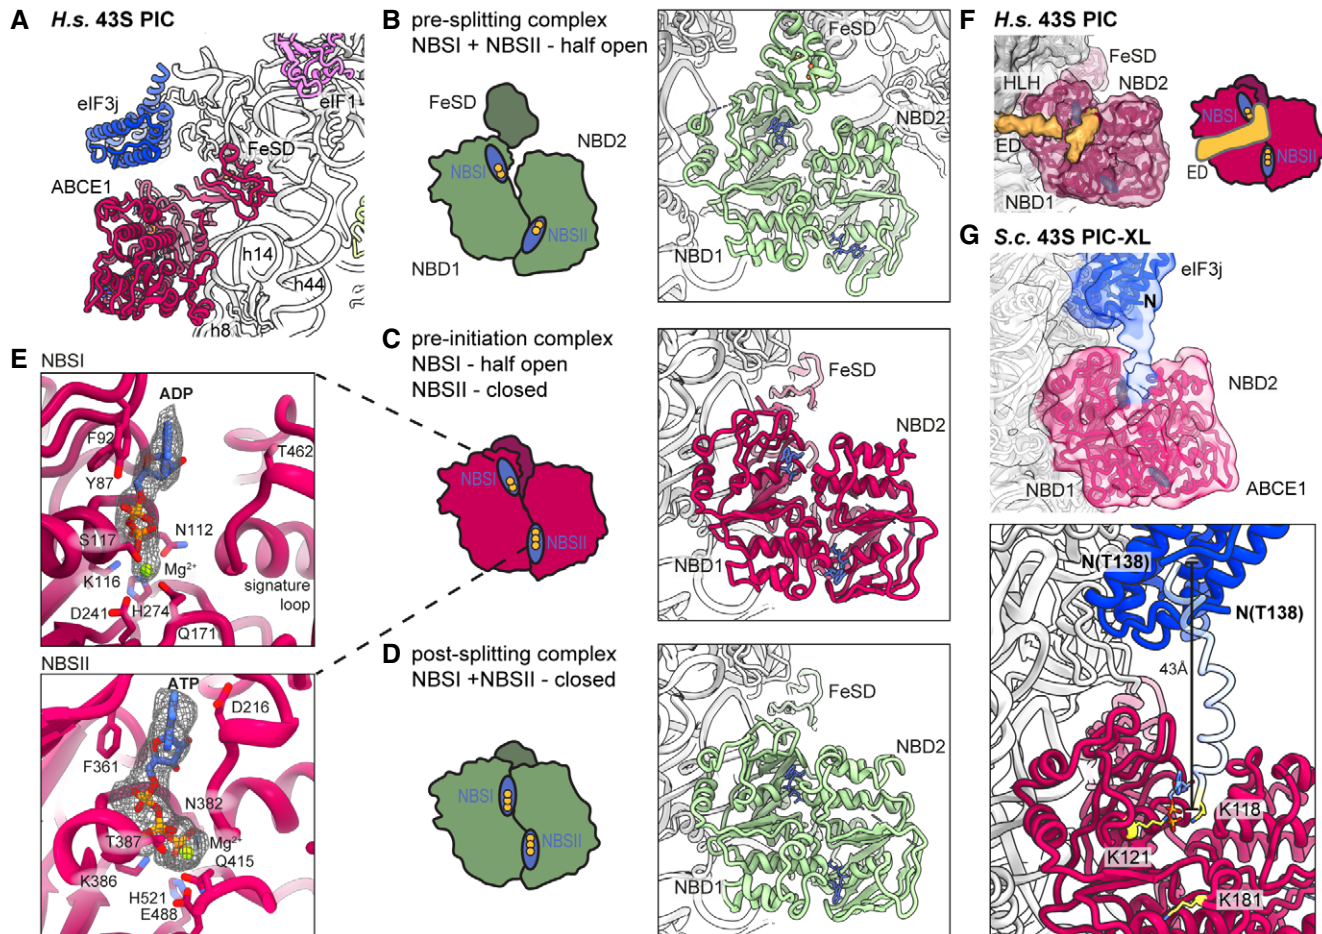 A
H.s. 43S PIC
eIF3j
eIF1
FeSD
ABCE1
h14
h44
h8
B
pre-splitting complex
NBSI + NBSII - half open
FeSD
NBD2
NBSI
NBSII
NBD1
FeSD
NBD2
NBD1
C
pre-initiation complex
NBSI - half open
NBSII - closed
NBSI
NBSII
FeSD
NBD2
NBD1
D
post-splitting complex
NBSI +NBSII - closed
NBSI
NBSII
FeSD
NBD2
NBD1
E
NBSI
ADP
F92
T462
Y87
N112
S117
K116
Mg2+
signature
loop
D241
H274
Q171
NBSII
ATP
D216
F361
N382
T387
Mg2+
Q415
K386
H521
E488
F
H.s. 43S PIC
FeSD
HLH
NBD2
ED
NBD1
NBSI
NBSII
ED
G
S.c. 43S PIC-XL
eIF3j
N
NBD2
NBD1
ABCE1
N(T138)
N(T138)
43Å
K118
K121
K181